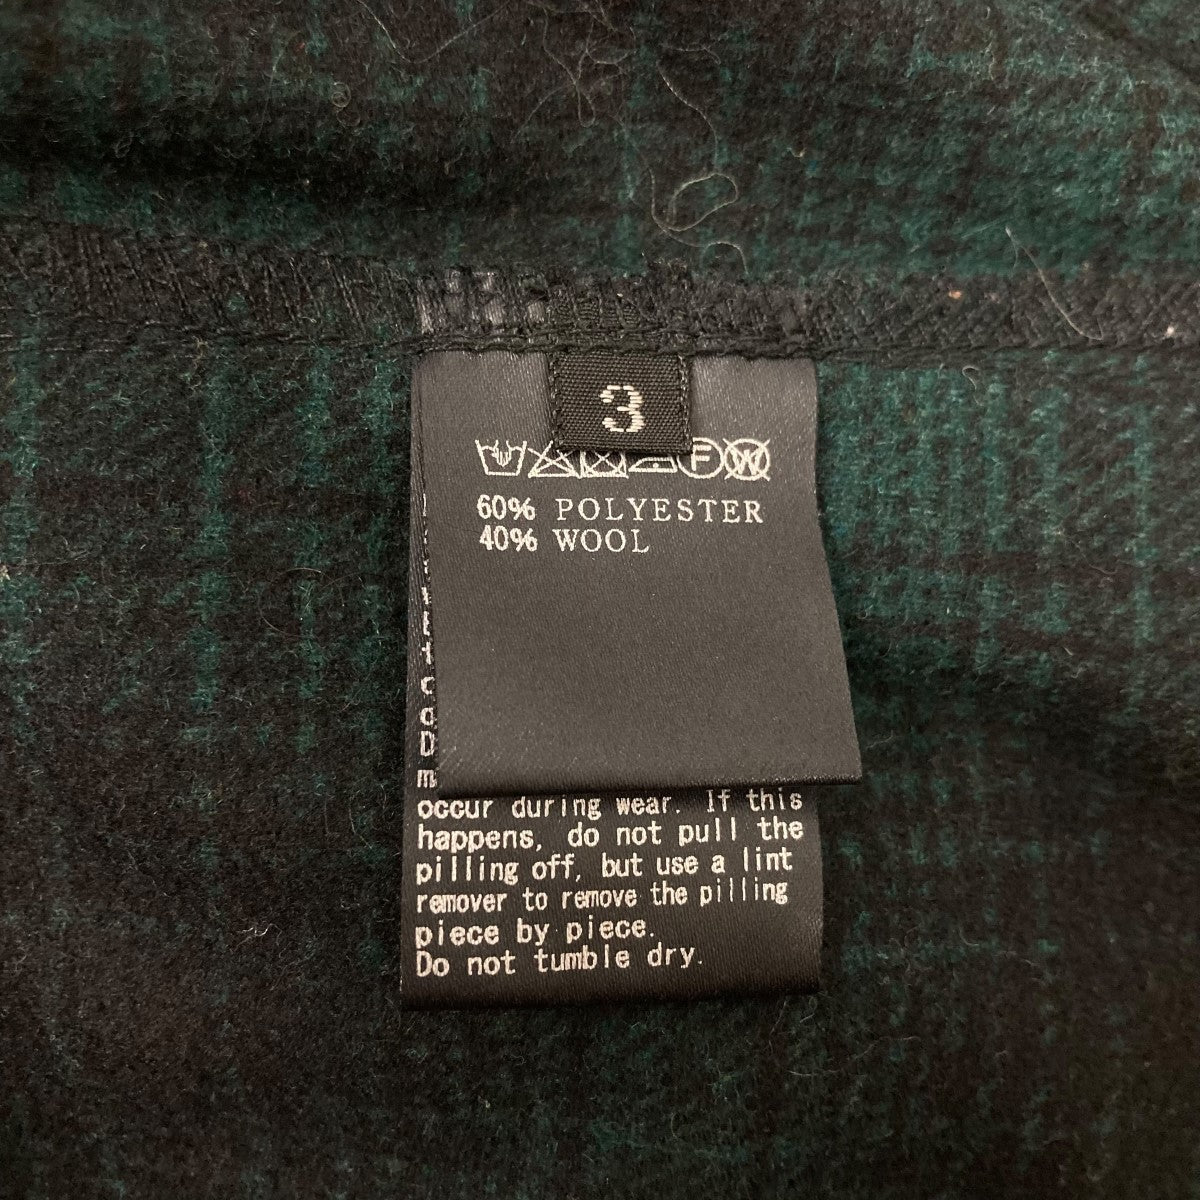 3
F W
60% POLYESTER
40% WOOL
occur during wear. If this
happens, do not pull the
pilling off, but use a lint
remover to remove the pilling
piece by piece.
Do not tumble dry.